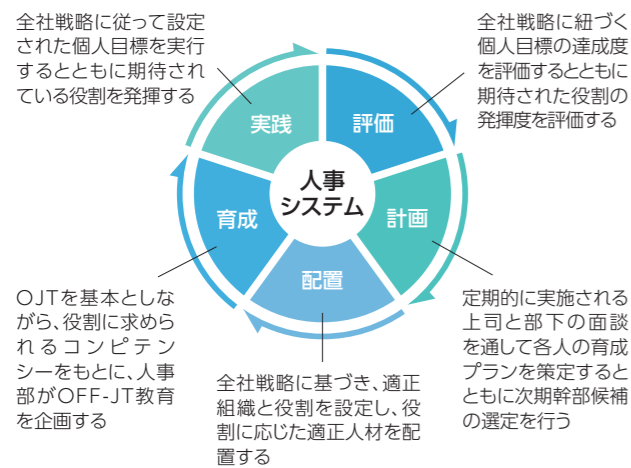 全社戦略に従って設定
された個人目標を実行
するとともに期待され
ている役割を発揮する
全社戦略に紐づく
個人目標の達成度
を評価するとともに
期待された役割の
発揮度を評価する
実践
評価
人事
システム
育成
計画
配置
OJTを基本としな
がら、役割に求めら
れるコンピテン
シーをもとに、人事
部がOFF-JT教育
を企画する
全社戦略に基づき、適正
組織と役割を設定し、役
割に応じた適正人材を配
置する
定期的に実施される
上司と部下の面談
を通して各人の育成
プランを策定すると
ともに次期幹部候補
の選定を行う